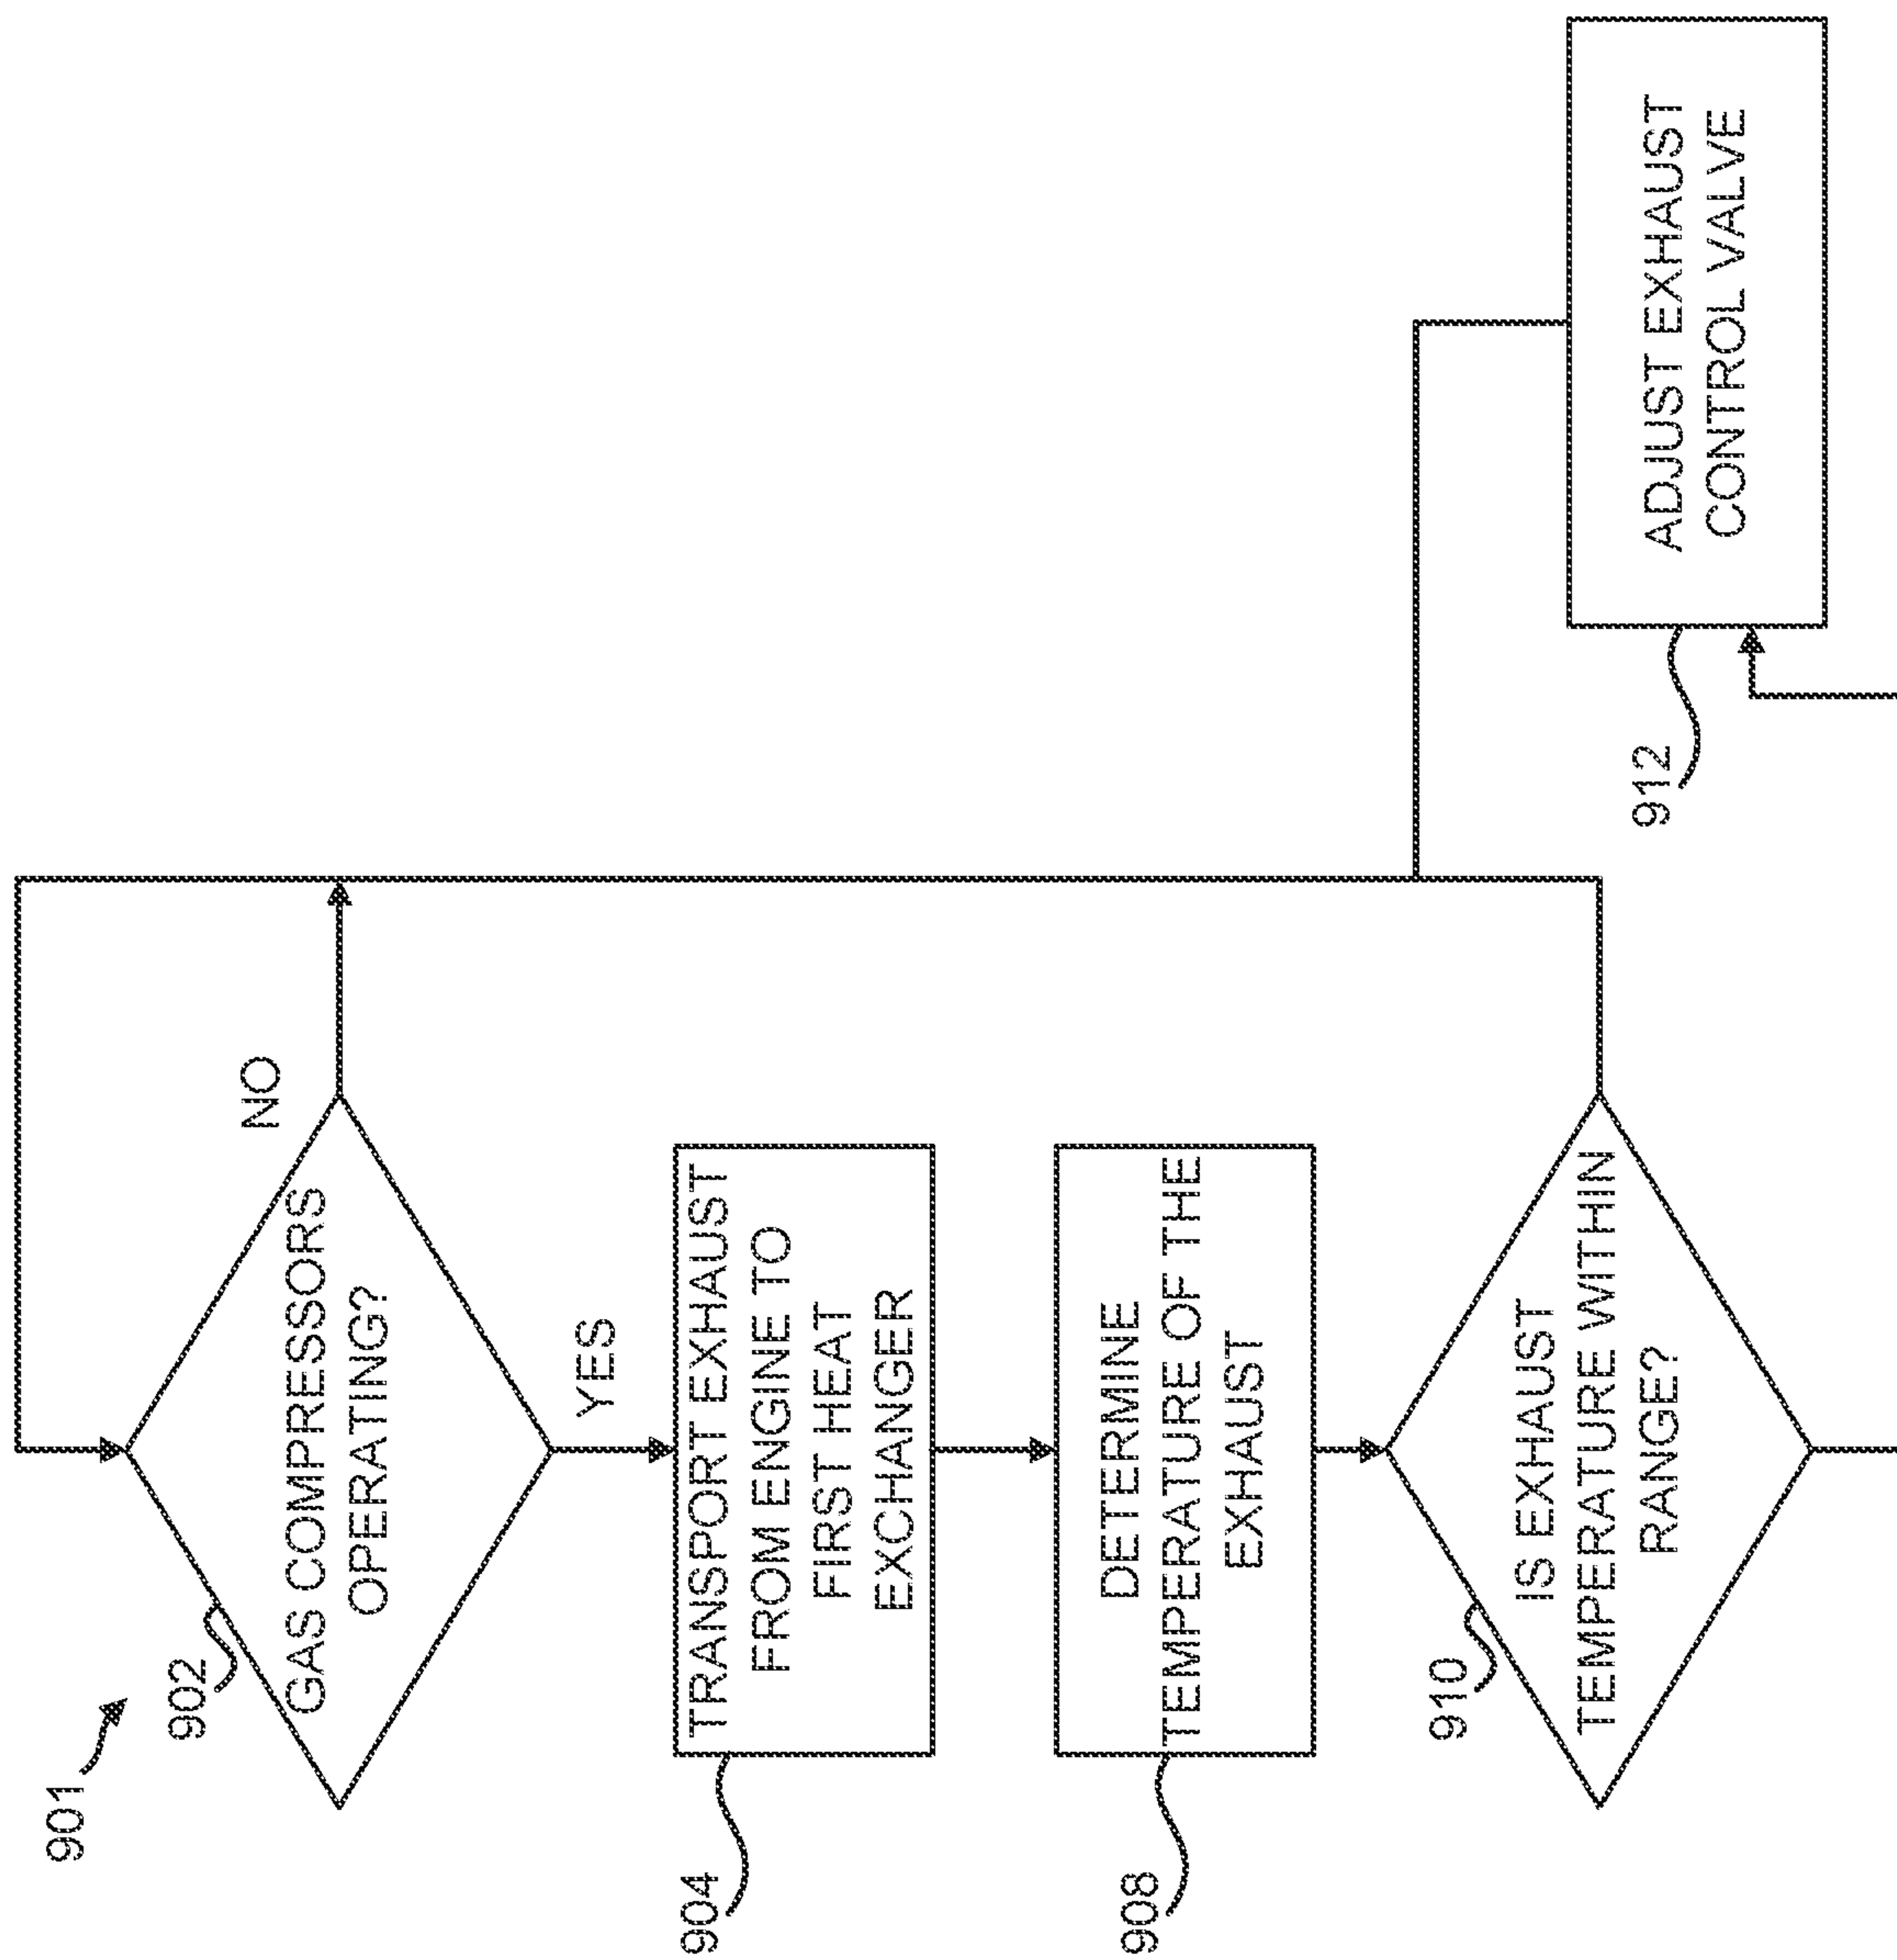 901
902
GAS COMPRESSORS
OPERATING?
NO
YES
904
TRANSPORT EXHAUST
FROM ENGINE TO
FIRST HEAT
EXCHANGER
908
DETERMINE
TEMPERATURE OF THE
EXHAUST
910
IS EXHAUST
TEMPERATURE WITHIN
RANGE?
912
ADJUST EXHAUST
CONTROL VALVE